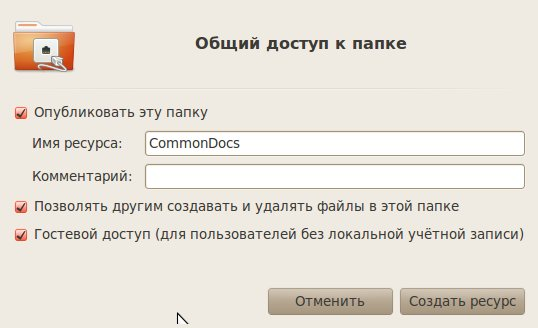 Общий доступ к папке
Опубликовать эту папку
Имя ресурса: CommonDocs
Комментарий:
Позволять другим создавать и удалять файлы в этой папке
Гостевой доступ (для пользователей без локальной учётной записи)
Отменить Создать ресурс